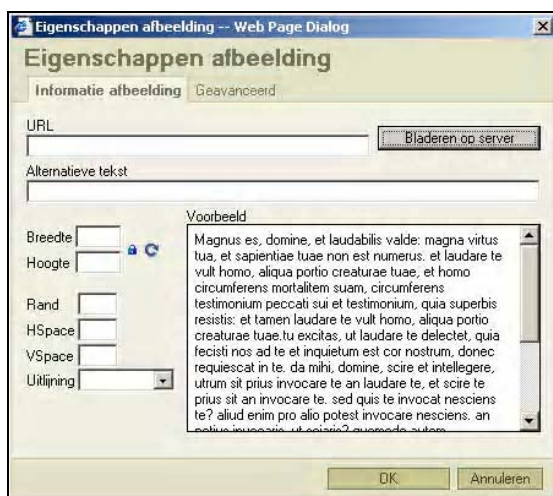 Eigenschappen afbeelding -- Web Page Dialog
Eigenschappen afbeelding
Informatie afbeelding Geavanceerd
URL
Bladeren op server
Alternatieve tekst
Breedte
Hoogte
Rand
HSpace
VSpace
Uitlijning
Voorbeeld
Magnus es, domine, et laudabilis valde: magna virtus
tua, et sapientiae tuae non est numerus. et laudare te
vult homo, aliqua portio creaturae tuae, et homo
circumferens mortalitem suam, circumferens
testimonium peccati sui et testimonium, quia superbis
resistis: et tamen laudare te vult homo, aliqua portio
creaturae tuae.tu excitas, ut laudare te delectet, quia
fecisti nos ad te et inquietum est cor nostrum, donec
requiescat in te. da mihi, domine, scire et intellegere,
utrum sit prius invocare te an laudare te, et scire te
prius sit an invocare te. sed quis te invocat nesciens
te? aliud enim pro alio potest invocare nesciens. an
potius invocaris, ut sciaris? quomodo autem
OK Annuleren